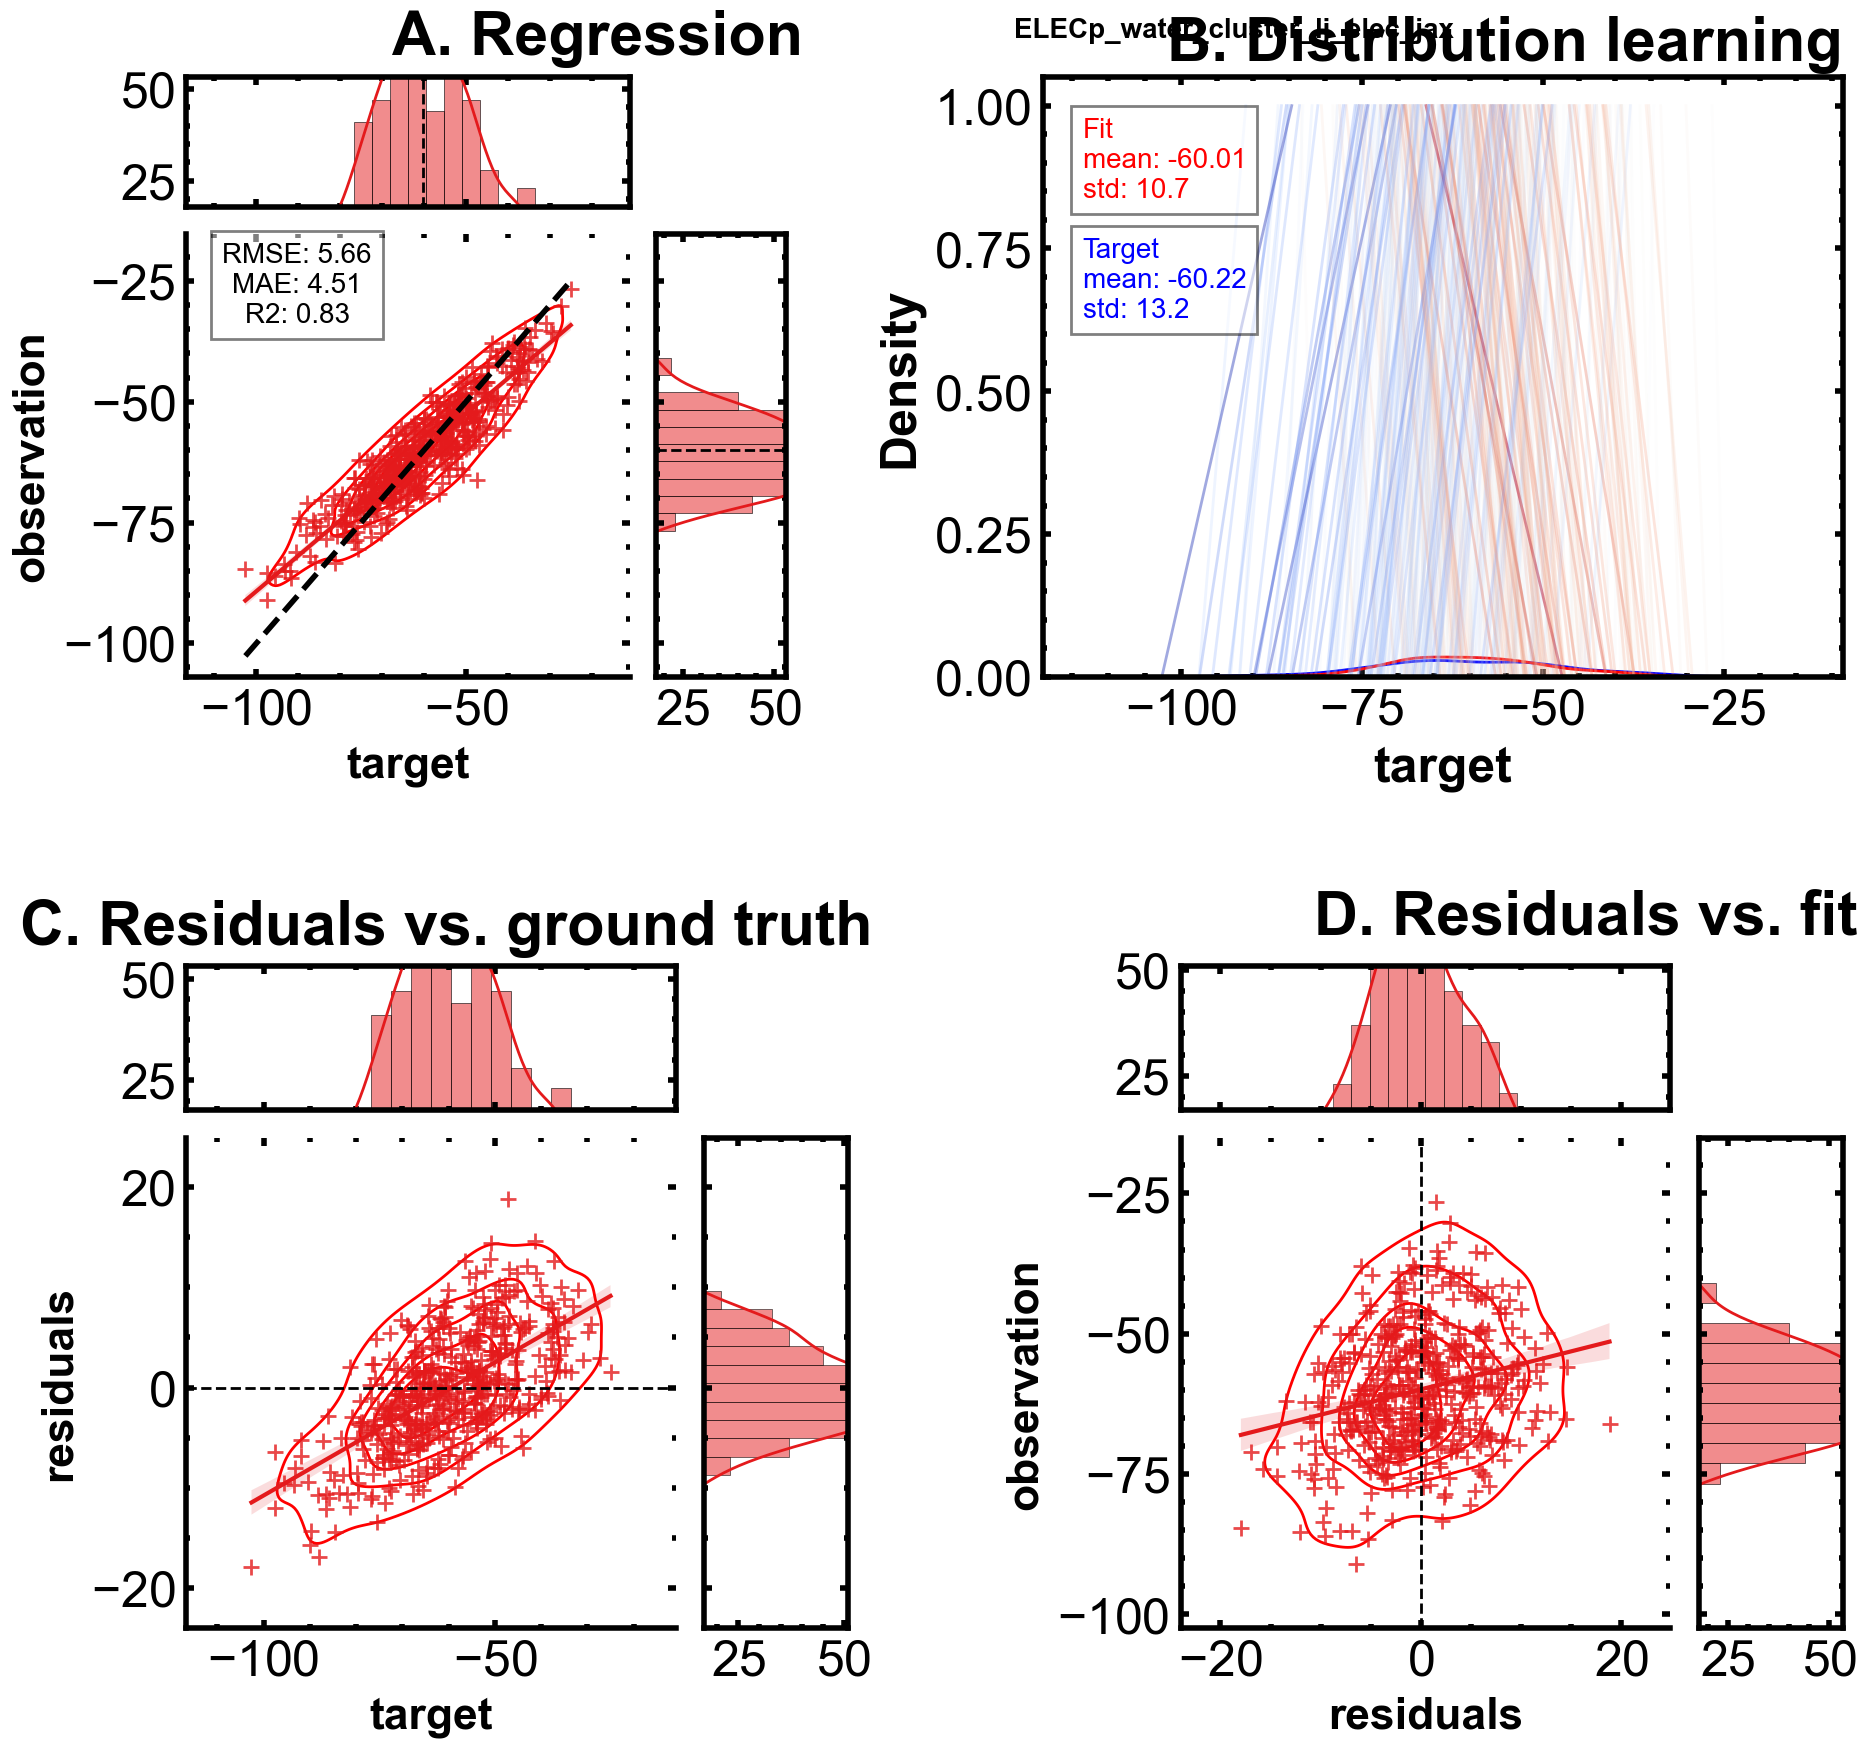 A. Regression
50
25
RMSE: 5.66
MAE: 4.51
R2: 0.83
−25
−50
−75
−100
observation
−100 −50
target
25 50
ELECp_water_cluster_lj_elec_jax
B. Distribution learning
Fit
mean: -60.01
std: 10.7
Target
mean: -60.22
std: 13.2
1.00
0.75
0.50
0.25
0.00
Density
−100 −75 −50 −25
target
C. Residuals vs. ground truth
50
25
20
0
−20
residuals
−100 −50
target
25 50
D. Residuals vs. fit
50
25
−25
−50
−75
−100
observation
−20 0 20
residuals
25 50